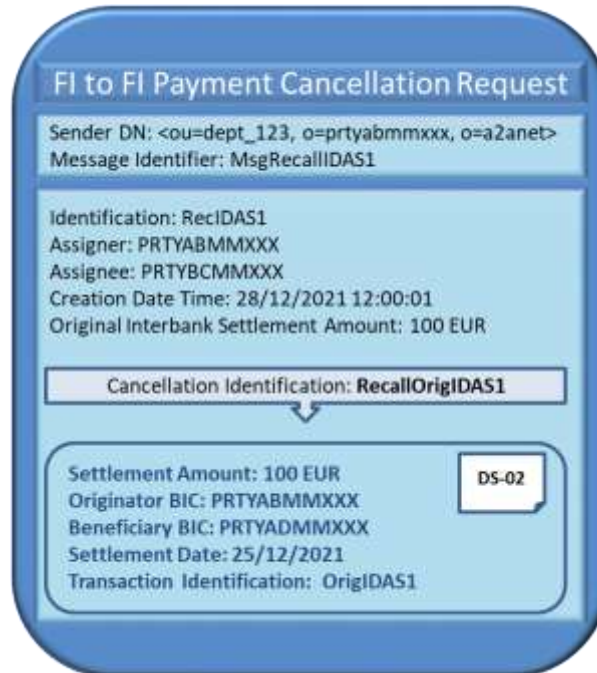 FI to FI Payment Cancellation Request
Sender DN: <ou=dept_123, o=prtyabmmxxx, o=a2anet>
Message Identifier: MsgRecallIDAS1
Identification: RecIDAS1
Assigner: PRTYABMMXXX
Assignee: PRTYBCMMXXX
Creation Date Time: 28/12/2021 12:00:01
Original Interbank Settlement Amount: 100 EUR
Cancellation Identification: RecallOrigIDAS1
Settlement Amount: 100 EUR
DS-02
Originator BIC: PRTYABMMXXX
Beneficiary BIC: PRTYADMMXXX
Settlement Date: 25/12/2021
Transaction Identification: OrigIDAS1